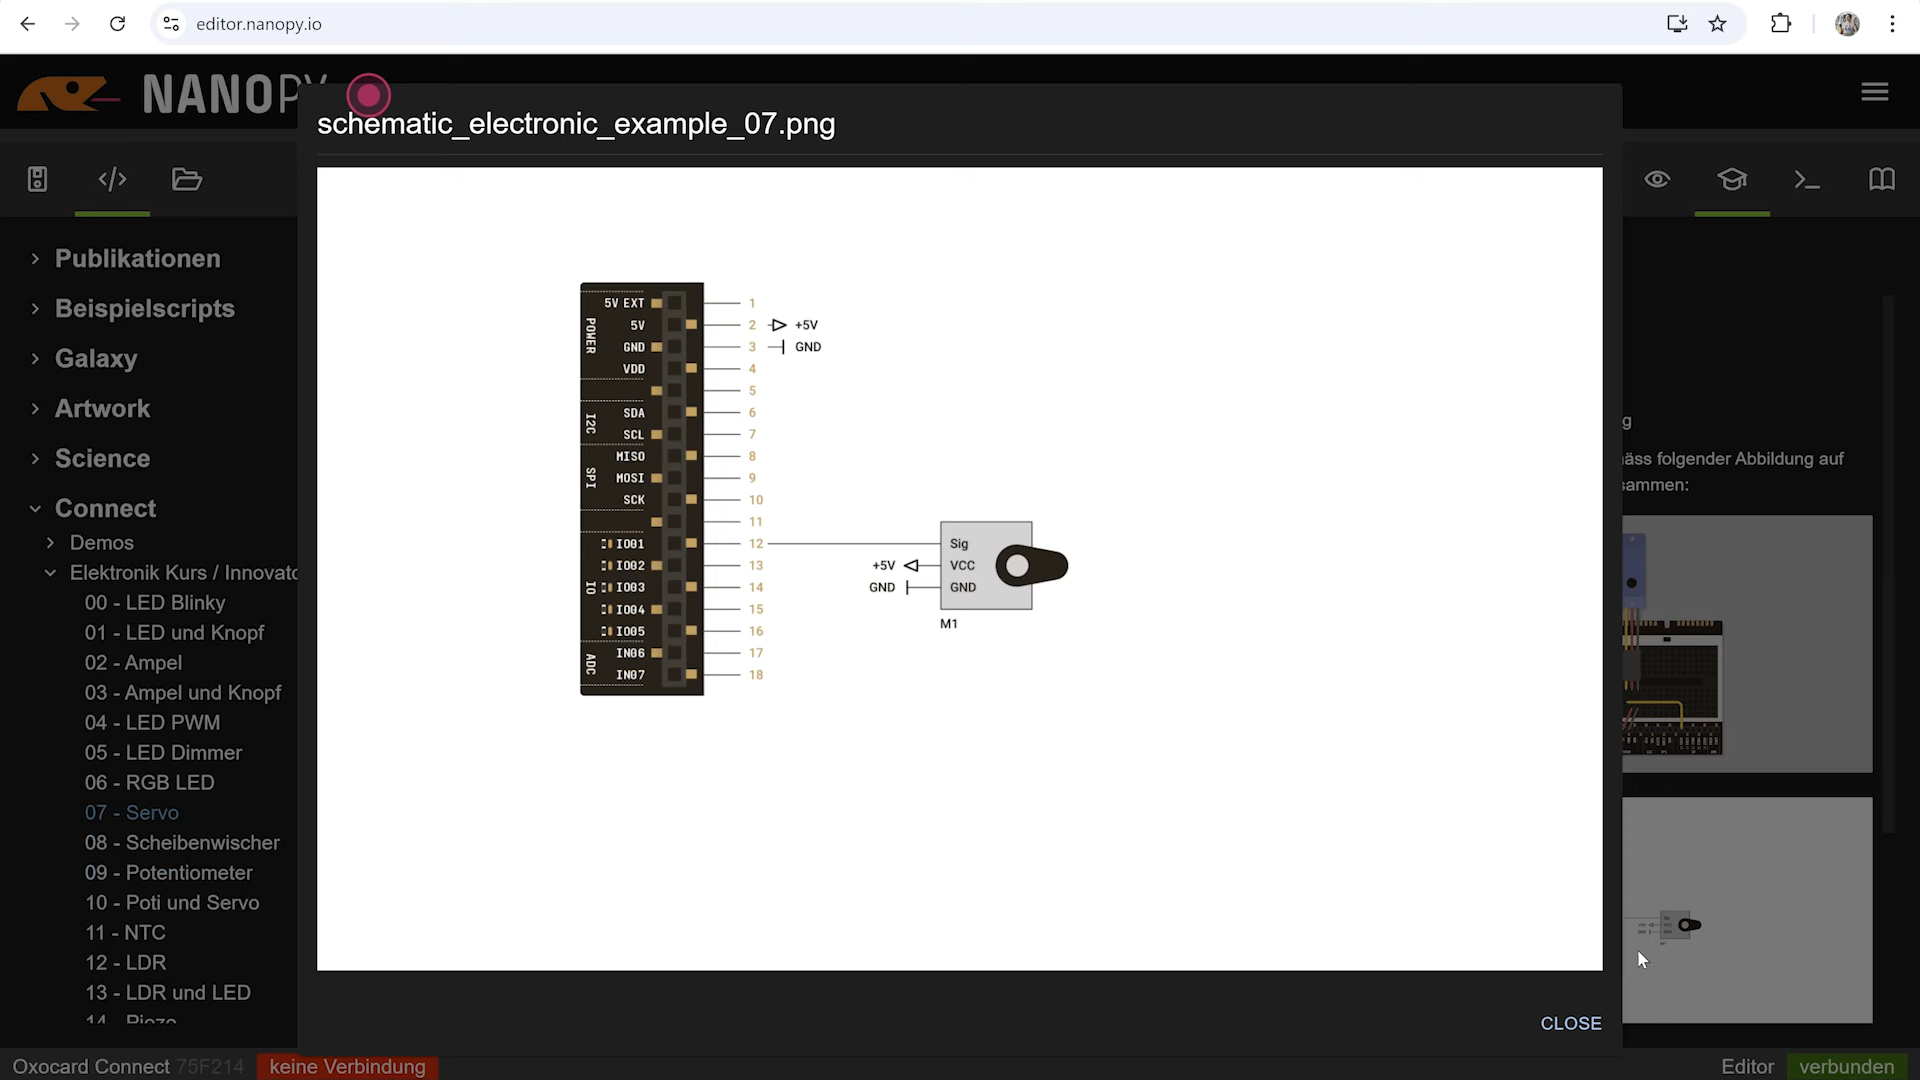 editor.nanopy.io
NANOPY
schematic_electronic_example_07.png
Publikationen
Beispielscripts
Galaxy
Artwork
Science
Connect
Demos
Elektronik Kurs / Innovato
00 - LED Blinky
01 - LED und Knopf
02 - Ampel
03 - Ampel und Knopf
04 - LED PWM
05 - LED Dimmer
06 - RGB LED
07 - Servo
08 - Scheibenwischer
09 - Potentiometer
10 - Poti und Servo
11 - NTC
12 - LDR
13 - LDR und LED
14 - Piezo
POWER
5V EXT 1
5V 2 +5V
GND 3 GND
VDD 4
5
I2C
SDA 6
SCL 7
SPI
MISO 8
MOSI 9
SCK 10
11
IO
IO01 12
IO02 13
IO03 14
IO04 15
IO05 16
ADC
IN06 17
IN07 18
Sig
+5V VCC
GND GND
M1
g
äss folgender Abbildung auf
sammen:
CLOSE
Oxocard Connect 75F214 keine Verbindung
Editor verbunden